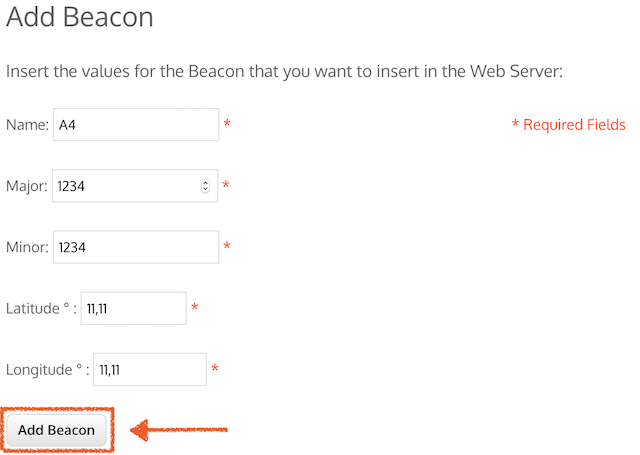 Add Beacon
Insert the values for the Beacon that you want to insert in the Web Server:
Name: A4 * * Required Fields
Major: 1234 *
Minor: 1234 *
Latitude ° : 11,11 *
Longitude ° : 11,11 *
Add Beacon